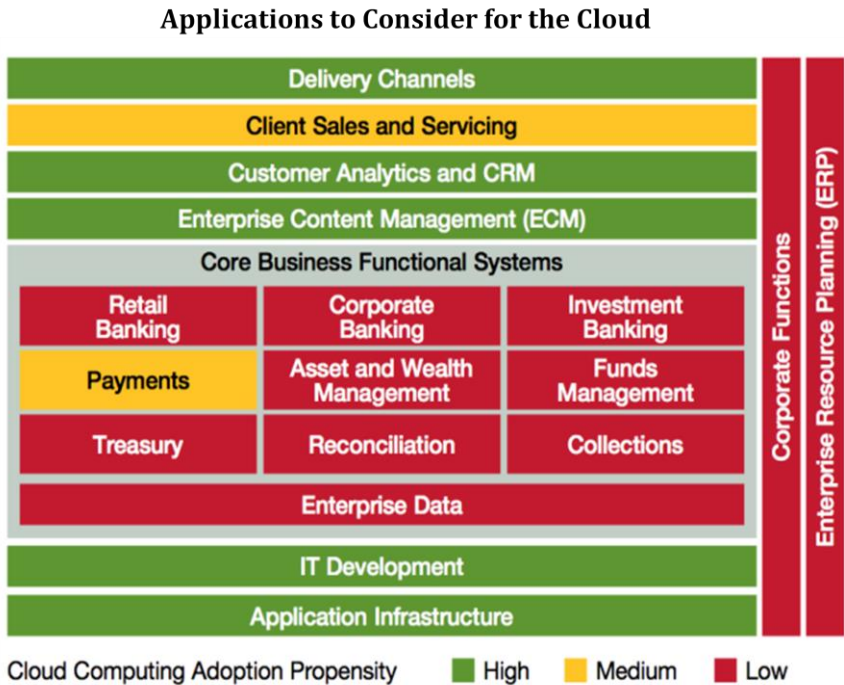 Applications to Consider for the Cloud
Delivery Channels
Client Sales and Servicing
Customer Analytics and CRM
Enterprise Content Management (ECM)
Core Business Functional Systems
Retail
Banking
Corporate
Banking
Investment
Banking
Payments
Asset and Wealth
Management
Funds
Management
Treasury
Reconciliation
Collections
Enterprise Data
IT Development
Application Infrastructure
Corporate Functions
Enterprise Resource Planning (ERP)
Cloud Computing Adoption Propensity
High
Medium
Low